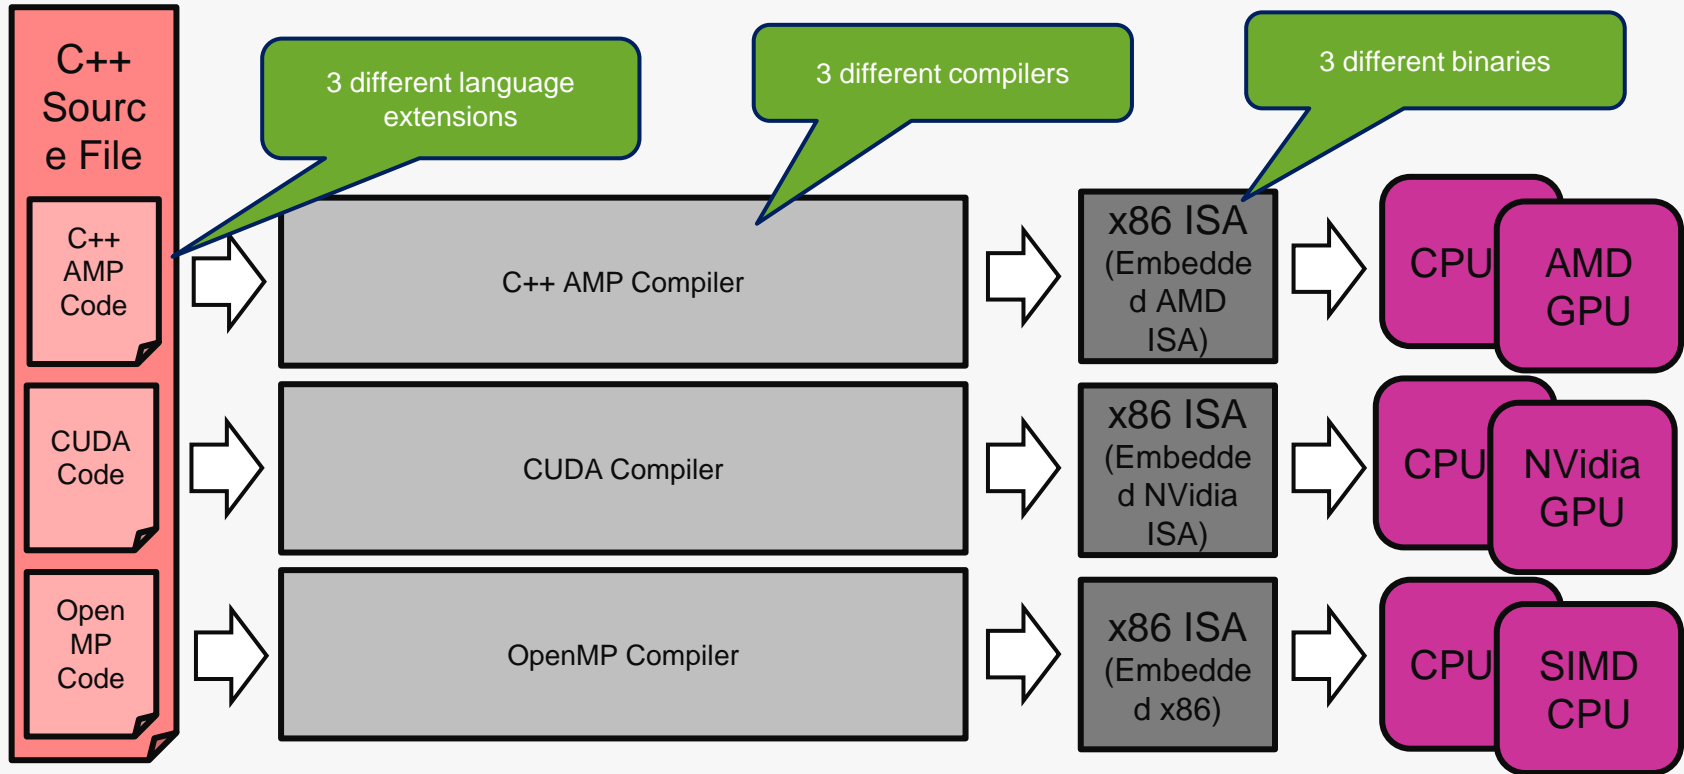 C++
Sourc
e File
3 different language
extensions
3 different compilers
3 different binaries
C++
AMP
Code
C++ AMP Compiler
x86 ISA
(Embedde
d AMD
ISA)
CPU
AMD
GPU
CUDA
Code
CUDA Compiler
x86 ISA
(Embedde
d NVidia
ISA)
CPU
NVidia
GPU
Open
MP
Code
OpenMP Compiler
x86 ISA
(Embedde
d x86)
CPU
SIMD
CPU